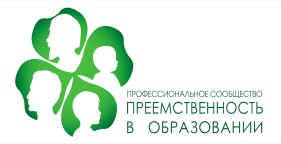 ПРОФЕССИОНАЛЬНОЕ СООБЩЕСТВО
ПРЕЕМСТВЕННОСТЬ
В ОБРАЗОВАНИИ